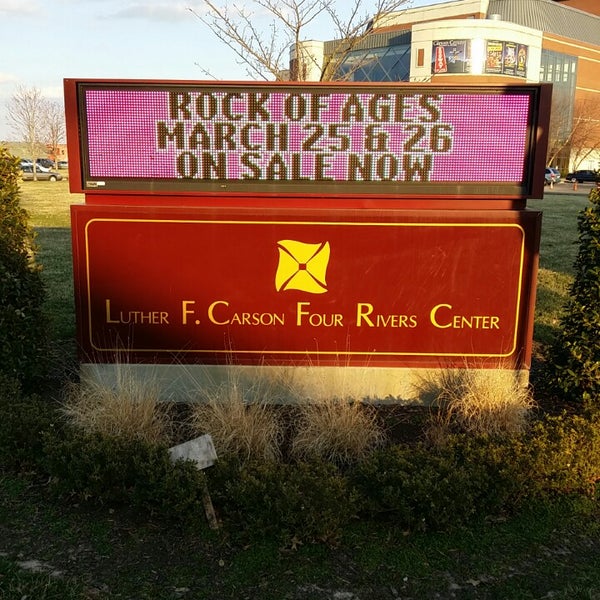 ROCK OF AGES
MARCH 25 & 26
ON SALE NOW
LUTHER F. CARSON FOUR RIVERS CENTER